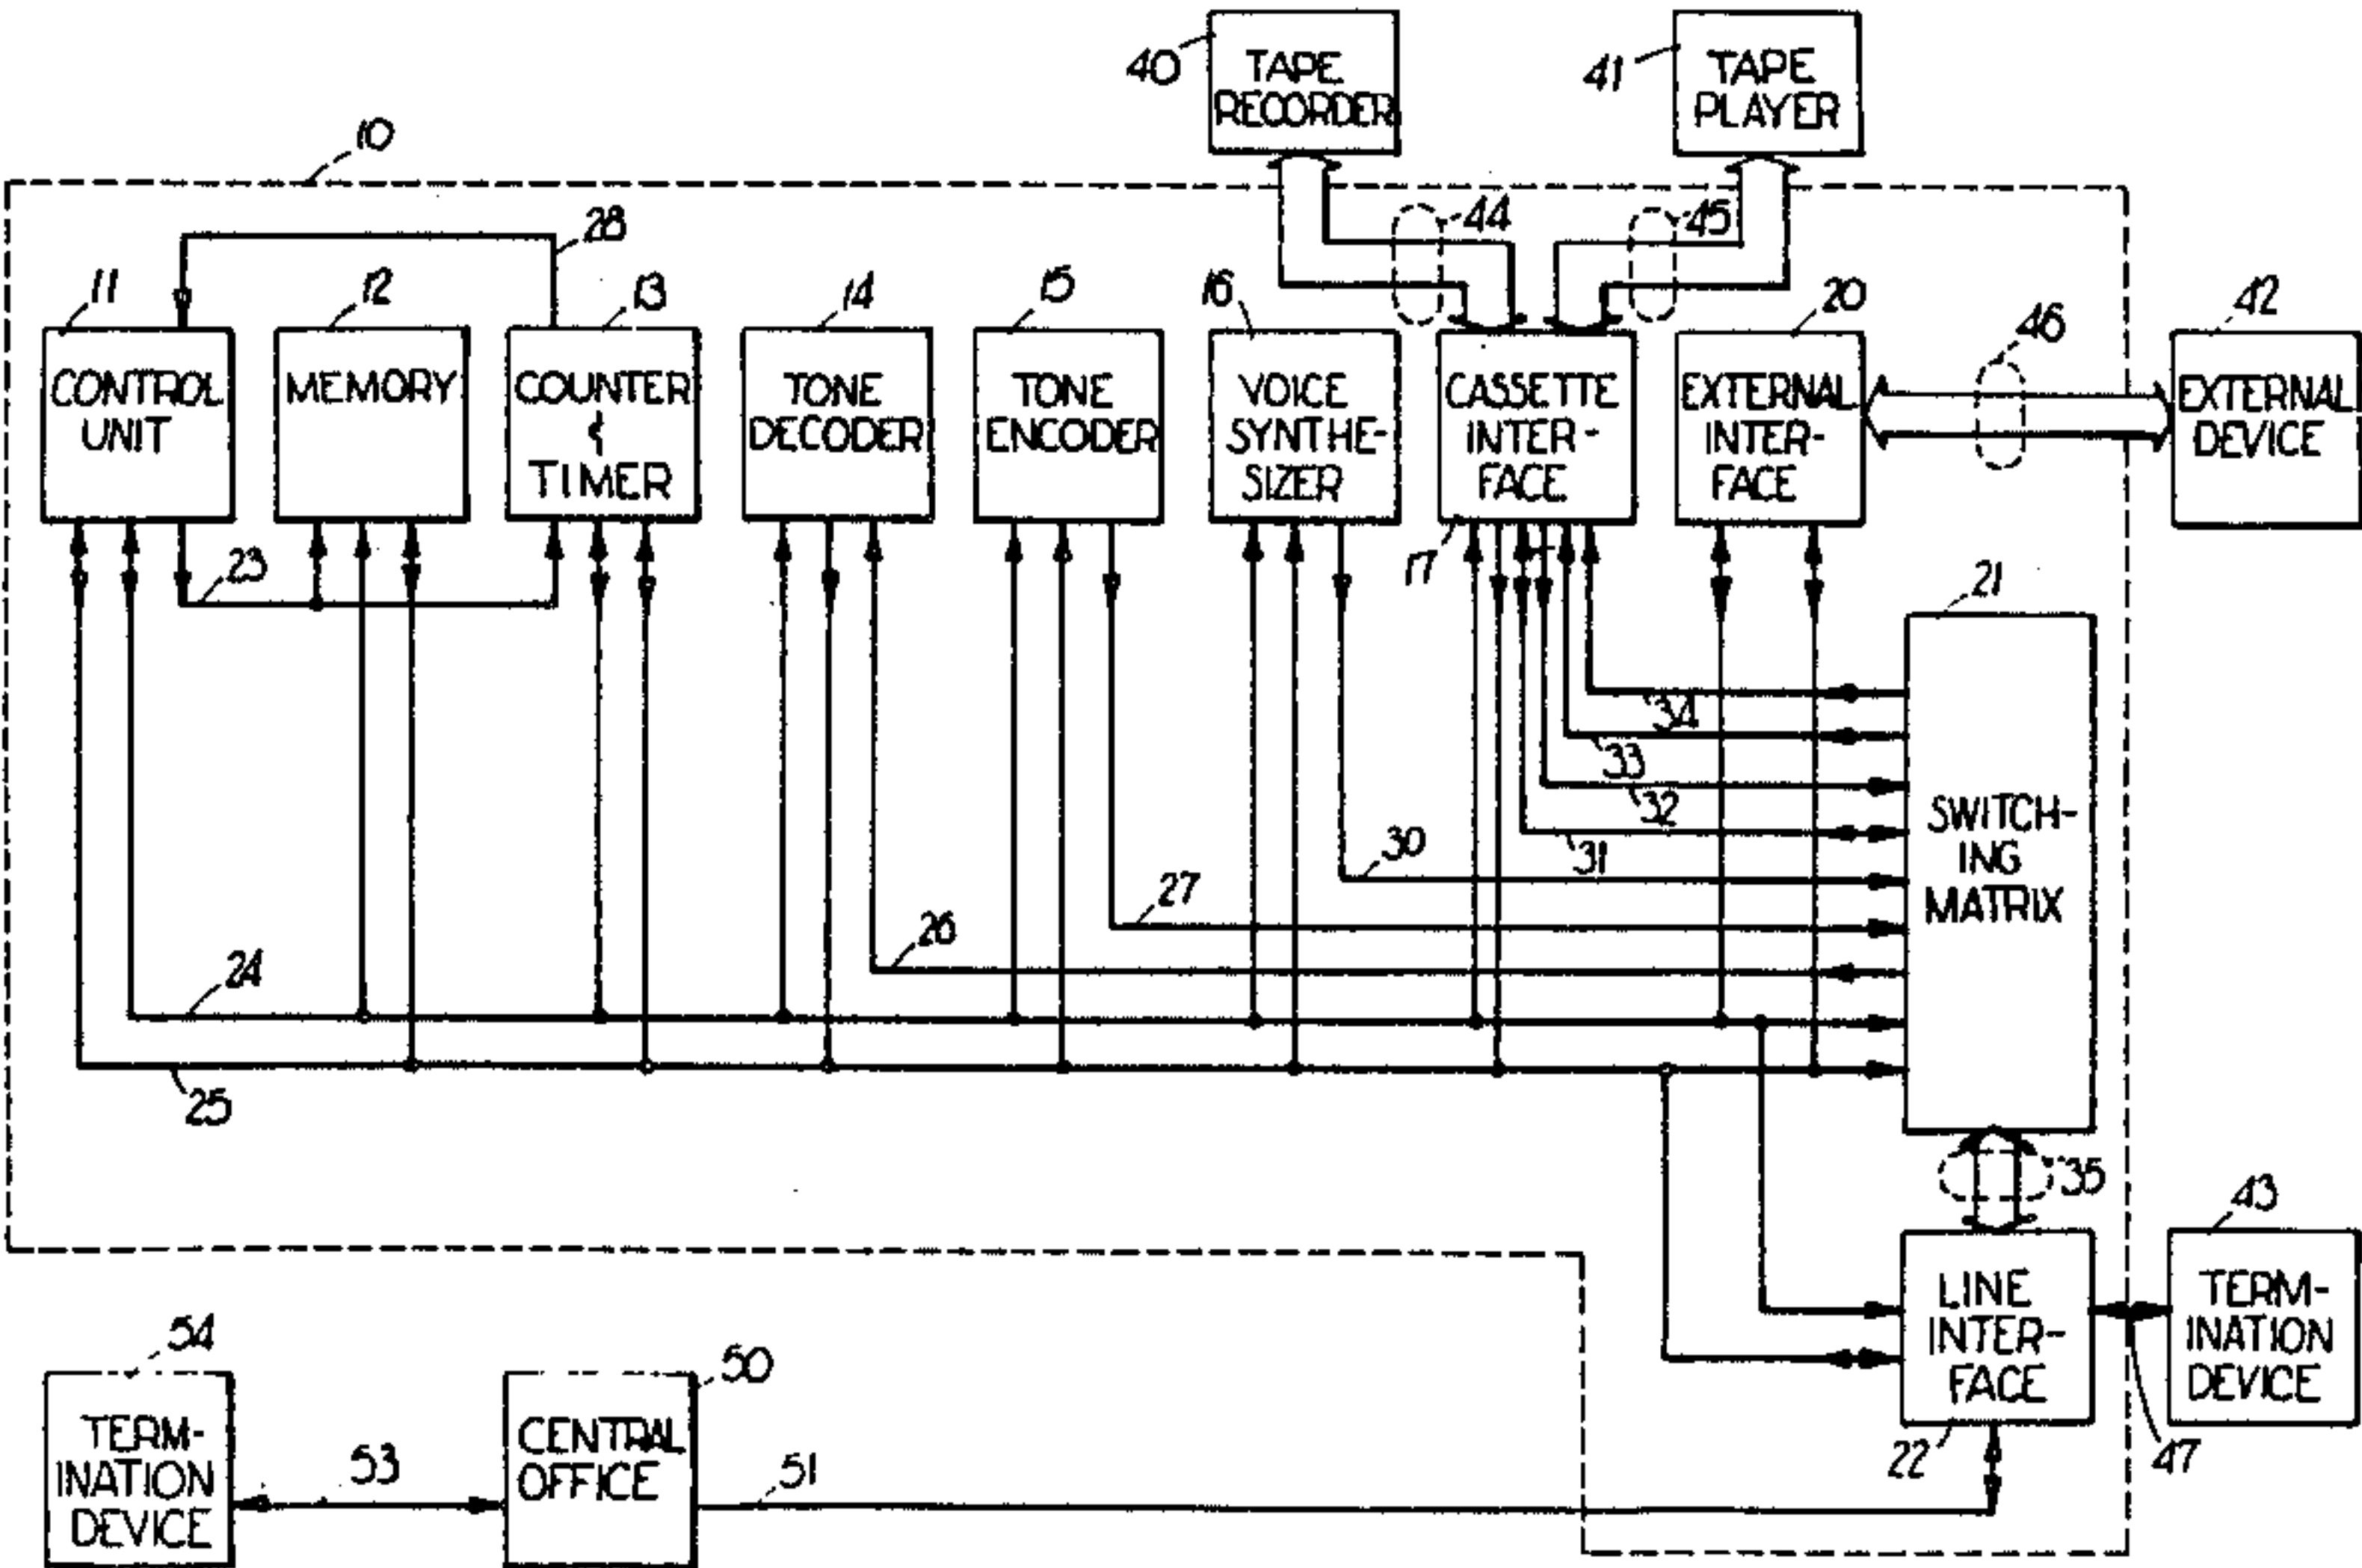 40
TAPE
RECORDER
41
TAPE
PLAYER
10
28
44
45
11
12
13
14
15
16
20
46
42
CONTROL
UNIT
MEMORY
COUNTER
&
TIMER
TONE
DECODER
TONE
ENCODER
VOICE
SYNTHE-
SIZER
CASSETTE
INTER-
FACE
EXTERNAL
INTER-
FACE
EXTERNAL
DEVICE
23
17
21
34
33
32
31
30
27
26
24
25
SWITCH-
ING
MATRIX
35
43
LINE
INTER-
FACE
TERM-
INATION
DEVICE
22
47
54
50
TERM-
INATION
DEVICE
53
CENTRAL
OFFICE
51